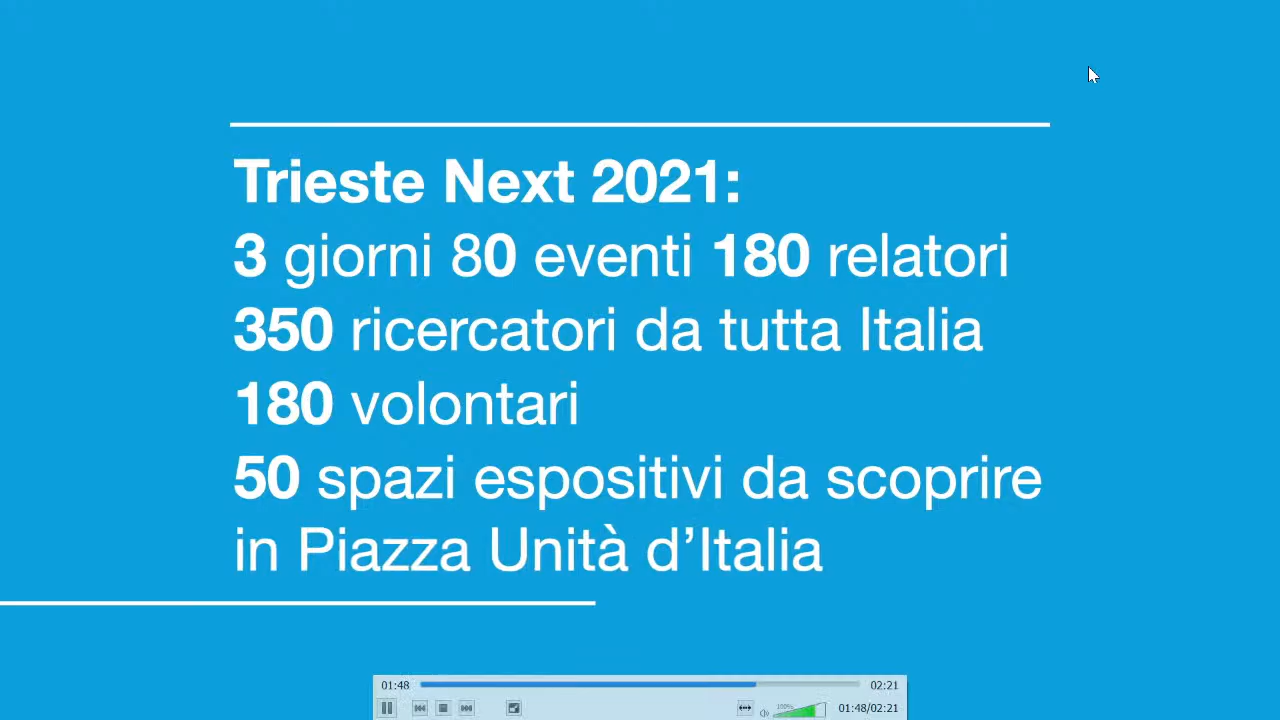 Trieste Next 2021:
3 giorni 80 eventi 180 relatori
350 ricercatori da tutta Italia
180 volontari
50 spazi espositivi da scoprire
in Piazza Unità d’Italia
01:48
02:21
100%
01:48/02:21